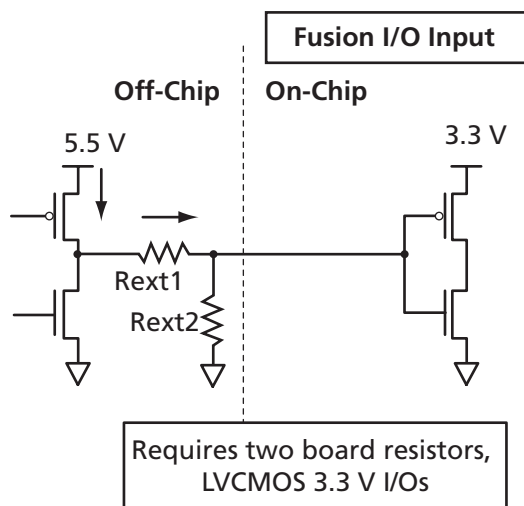 Fusion I/O Input
Off-Chip
On-Chip
5.5 V
3.3 V
Rext1
Rext2
Requires two board resistors,
LVCMOS 3.3 V I/Os